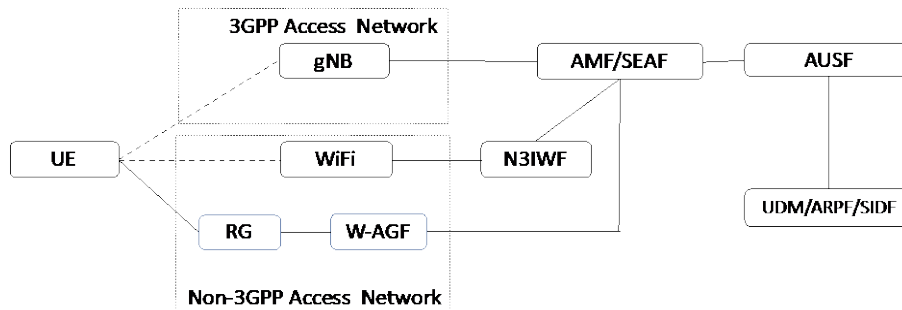 3GPP Access Network
gNB
AMF/SEAF
AUSF
UE
WiFi
N3IWF
UDM/ARPF/SIDF
RG
W-AGF
Non-3GPP Access Network